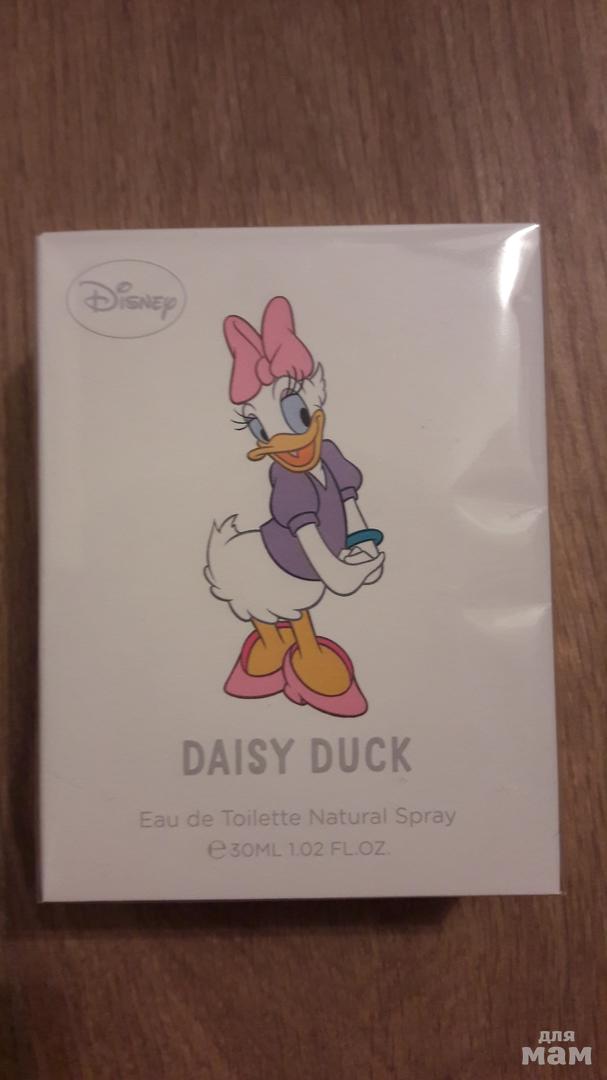 Disney
DAISY DUCK
Eau de Toilette Natural Spray
℮30ML 1.02 FL.OZ.
для
мам